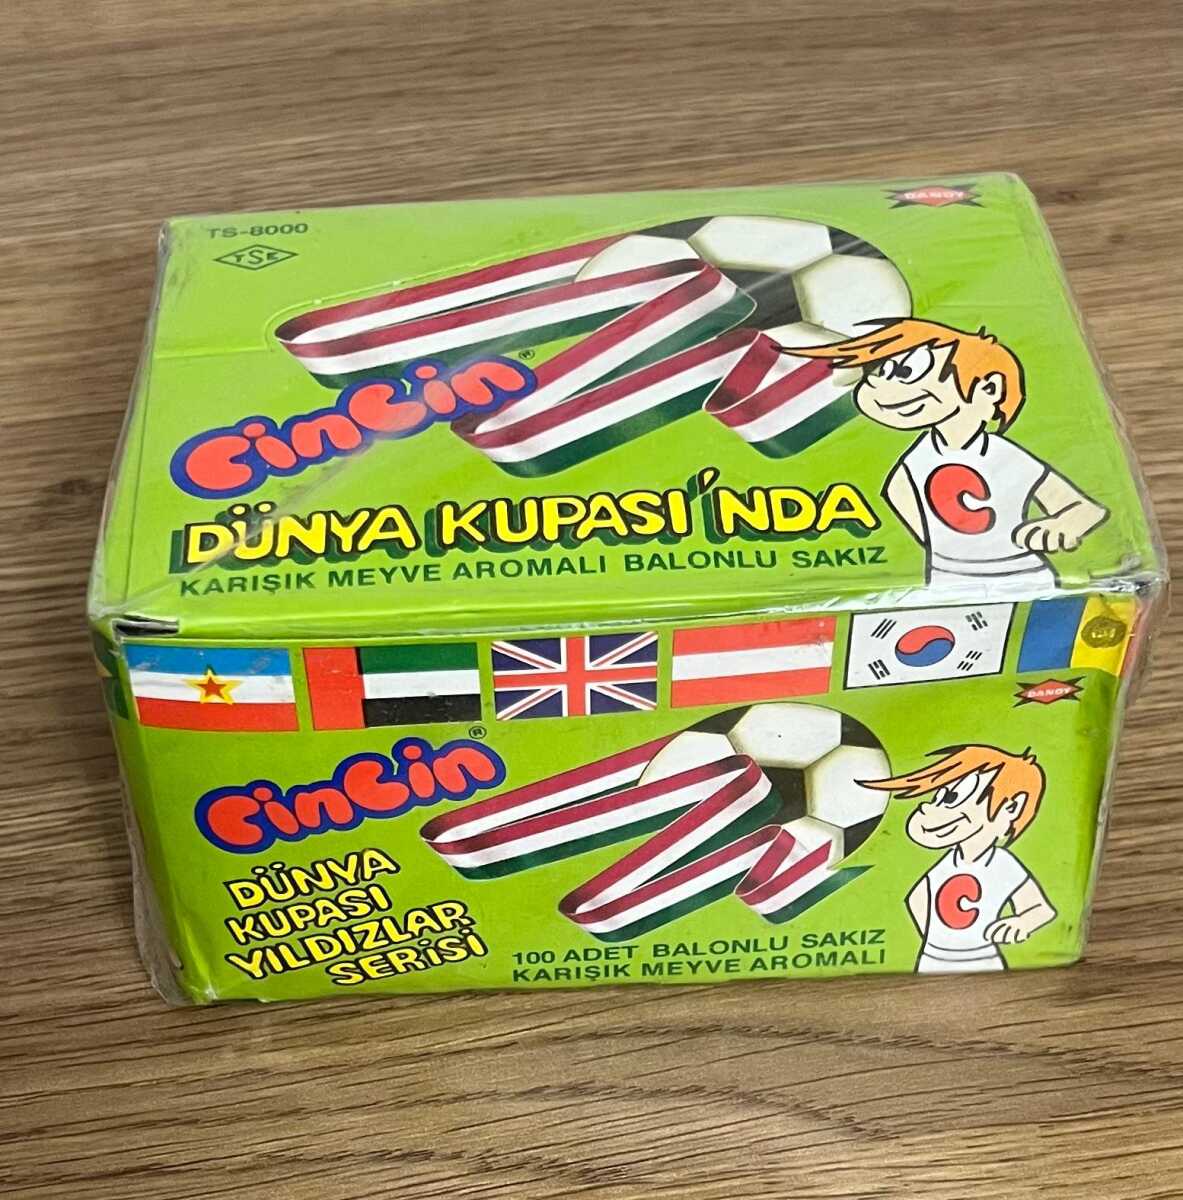 TS-8000
TSE
DANDY
CinCin®
DÜNYA KUPASI'NDA
KARIŞIK MEYVE AROMALI BALONLU SAKIZ
C
DANDY
CinCin®
DÜNYA
KUPASI
YILDIZLAR
SERİSİ
C
100 ADET BALONLU SAKIZ
KARIŞIK MEYVE AROMALI